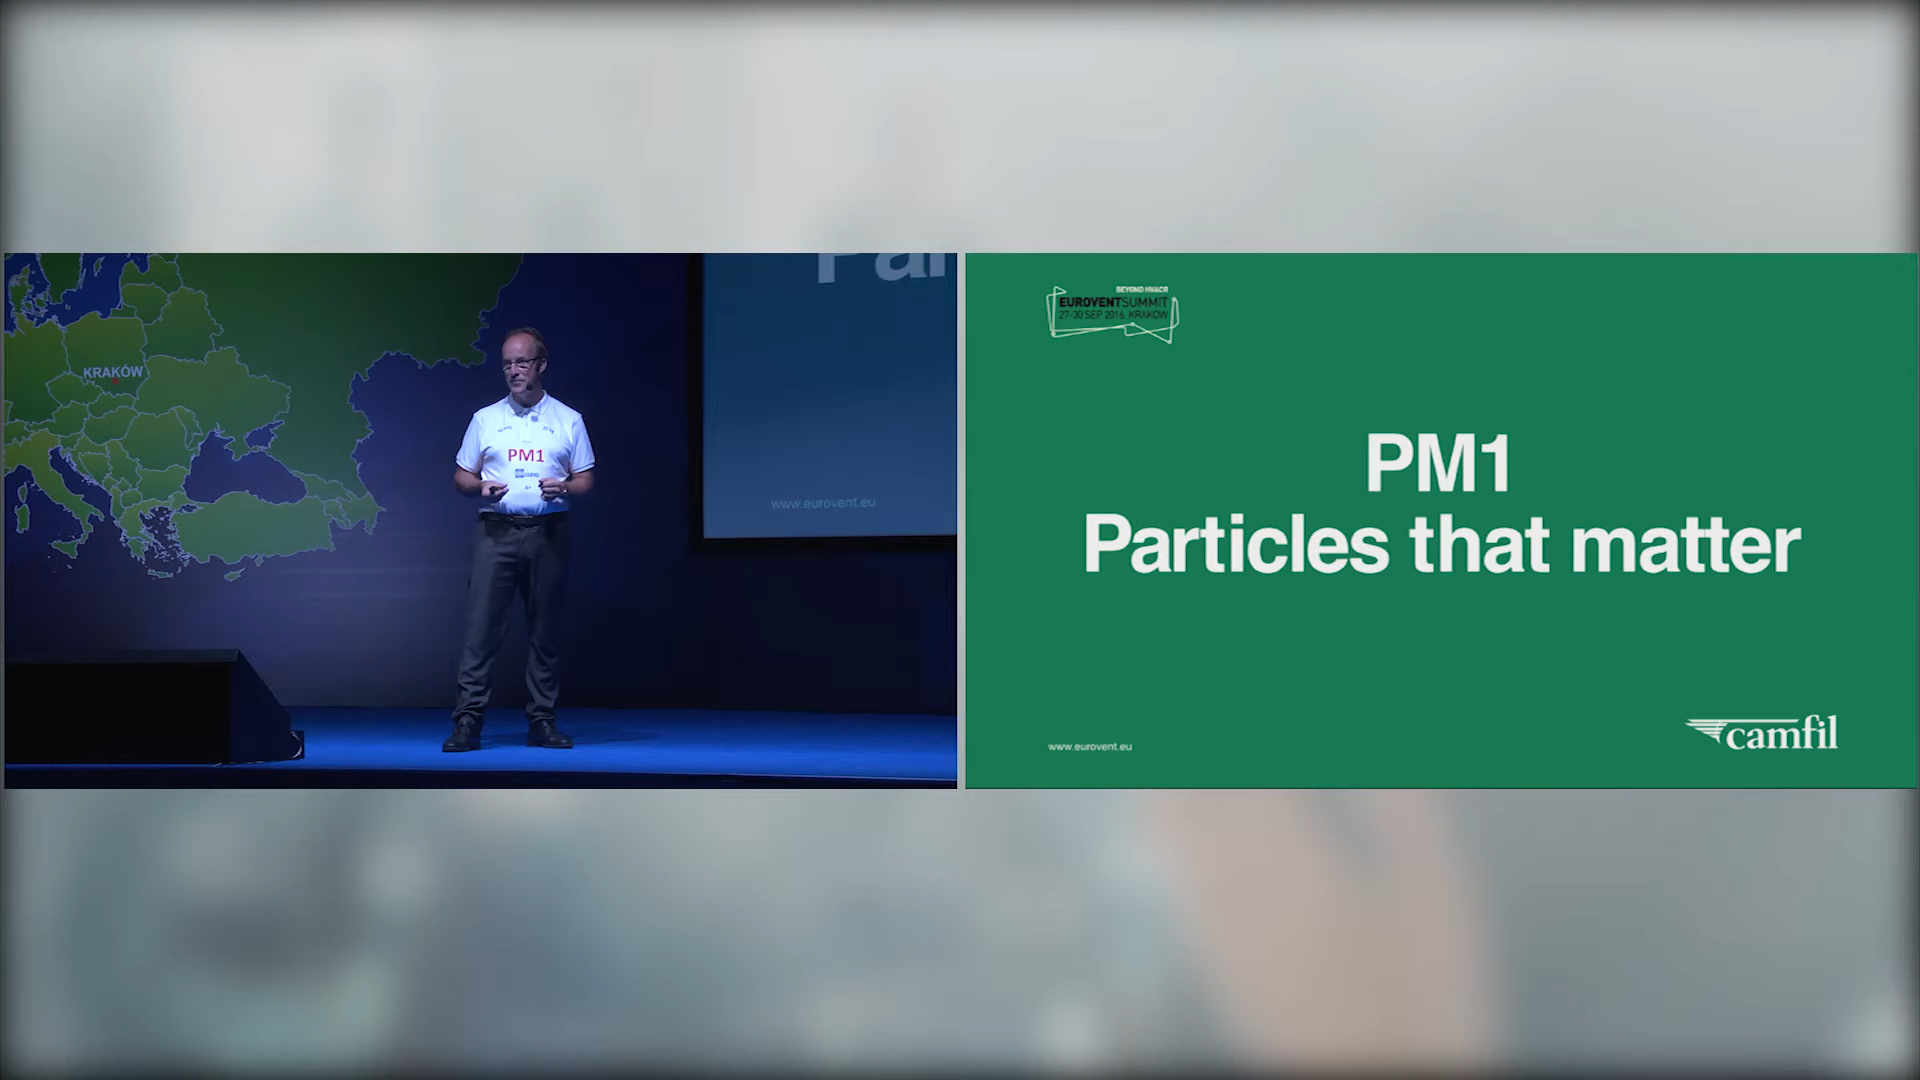 Par
KRAKÓW
PM1
www.eurovent.eu
BEYOND HVACR
EUROVENTSUMMIT
27-30 SEP 2016, KRAKOW
PM1
Particles that matter
www.eurovent.eu
camfil